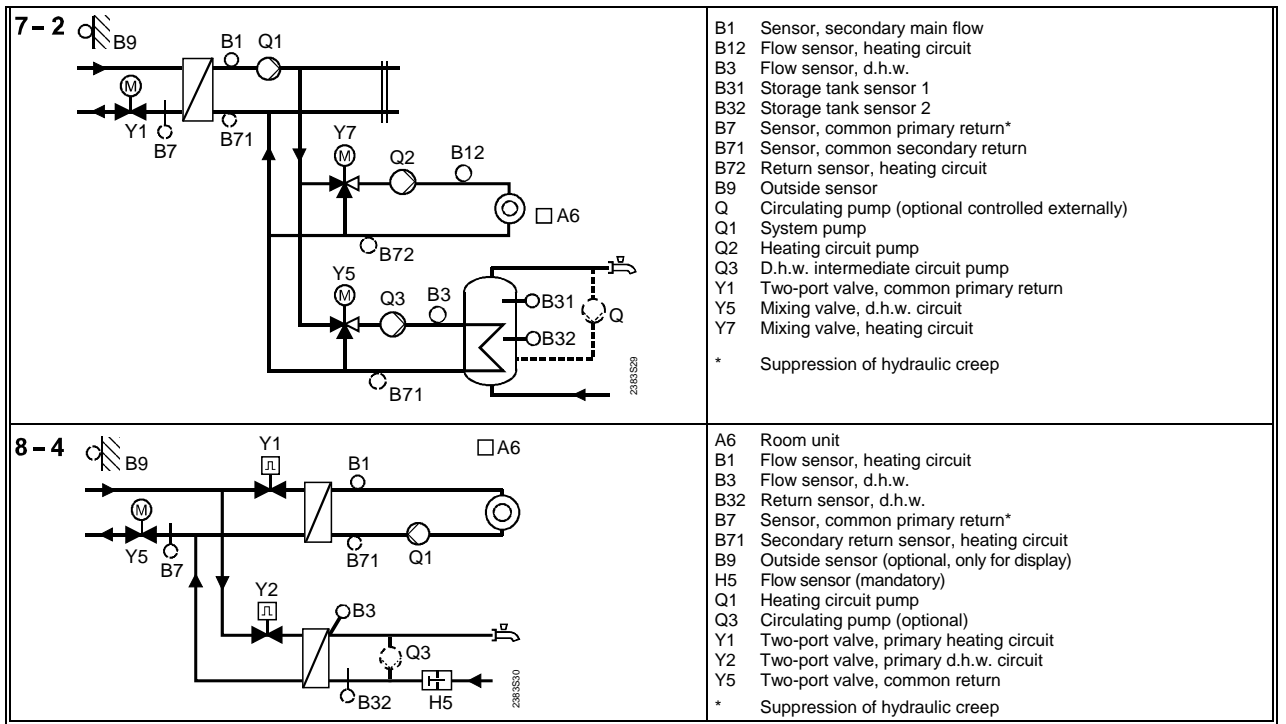 7 – 2
B9
B1
Q1
M
Y1
B7
B71
Y7
M
Q2
B12
A6
B72
Y5
M
Q3
B3
B31
B32
Q
B71
2383S29
B1 Sensor, secondary main flow
B12 Flow sensor, heating circuit
B3 Flow sensor, d.h.w.
B31 Storage tank sensor 1
B32 Storage tank sensor 2
B7 Sensor, common primary return*
B71 Sensor, common secondary return
B72 Return sensor, heating circuit
B9 Outside sensor
Q Circulating pump (optional controlled externally)
Q1 System pump
Q2 Heating circuit pump
Q3 D.h.w. intermediate circuit pump
Y1 Two-port valve, common primary return
Y5 Mixing valve, d.h.w. circuit
Y7 Mixing valve, heating circuit
* Suppression of hydraulic creep
8 – 4
B9
Y1
A6
B1
M
Y5
B7
B71
Q1
Y2
B3
Q3
B32
H5
2383S30
A6 Room unit
B1 Flow sensor, heating circuit
B3 Flow sensor, d.h.w.
B32 Return sensor, d.h.w.
B7 Sensor, common primary return*
B71 Secondary return sensor, heating circuit
B9 Outside sensor (optional, only for display)
H5 Flow sensor (mandatory)
Q1 Heating circuit pump
Q3 Circulating pump (optional)
Y1 Two-port valve, primary heating circuit
Y2 Two-port valve, primary d.h.w. circuit
Y5 Two-port valve, common return
* Suppression of hydraulic creep